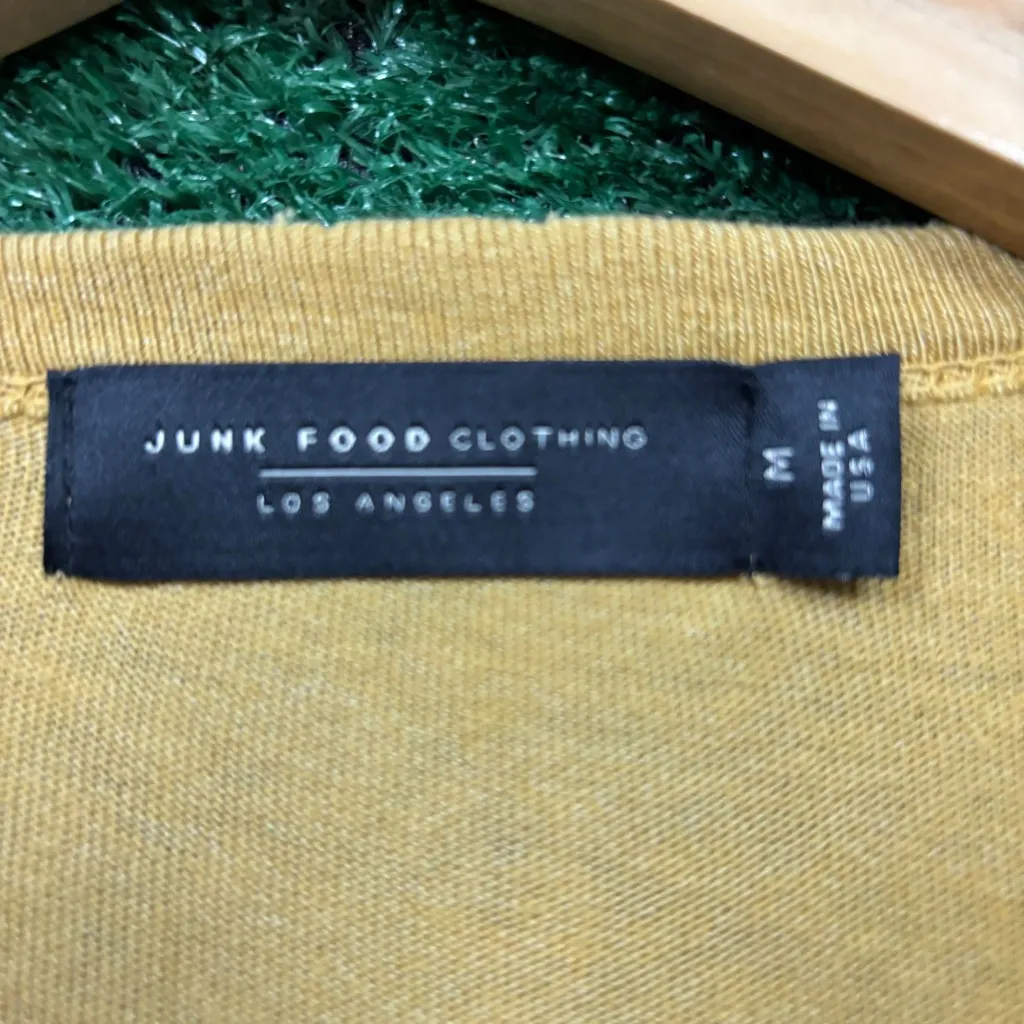 JUNK FOOD CLOTHING
LOS ANGELES
M
MADE IN
USA